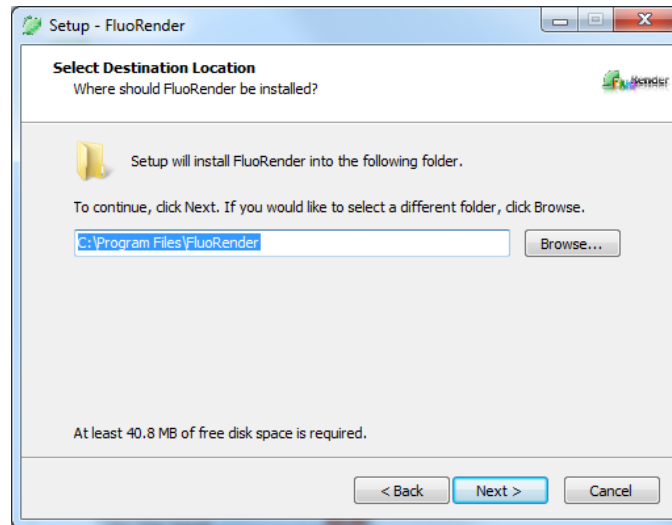 Setup - FluoRender
Select Destination Location
Where should FluoRender be installed?
FluoRender
Setup will install FluoRender into the following folder.
To continue, click Next. If you would like to select a different folder, click Browse.
C:\Program Files\FluoRender
Browse...
At least 40.8 MB of free disk space is required.
< Back
Next >
Cancel